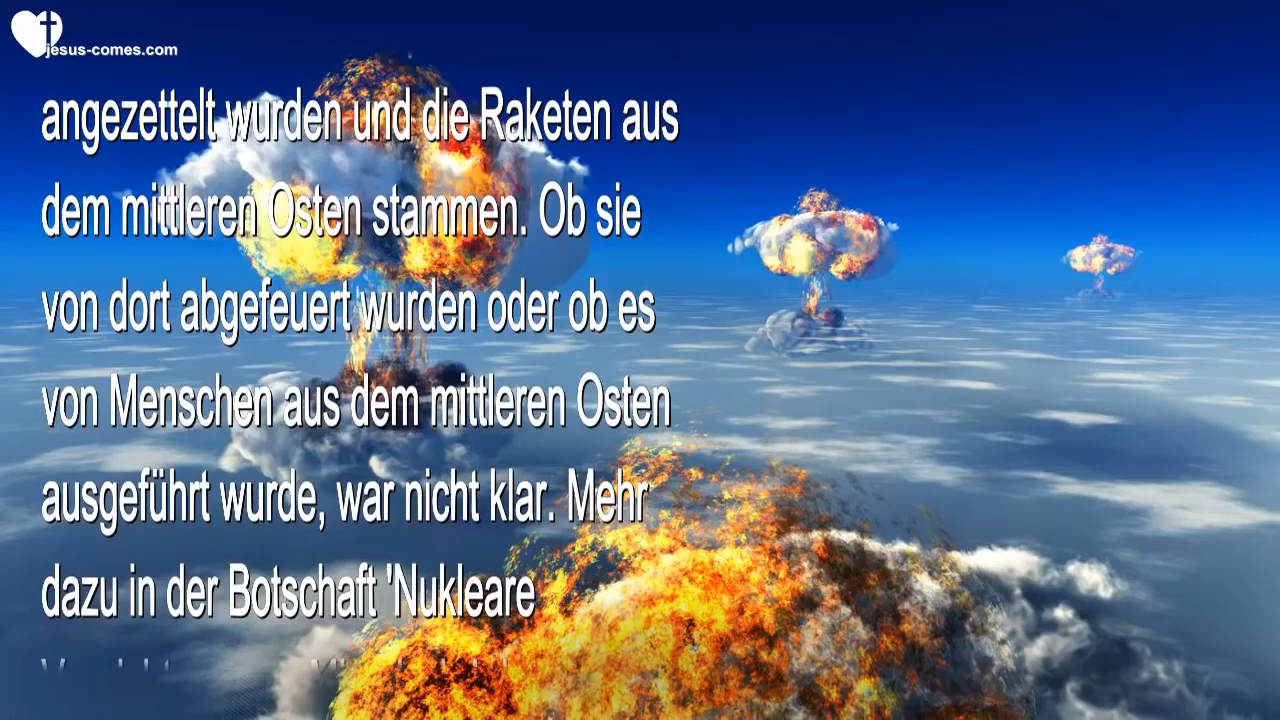 jesus-comes.com
angezettelt wurden und die Raketen aus
dem mittleren Osten stammen. Ob sie
von dort abgefeuert wurden oder ob es
von Menschen aus dem mittleren Osten
ausgeführt wurde, war nicht klar. Mehr
dazu in der Botschaft 'Nukleare